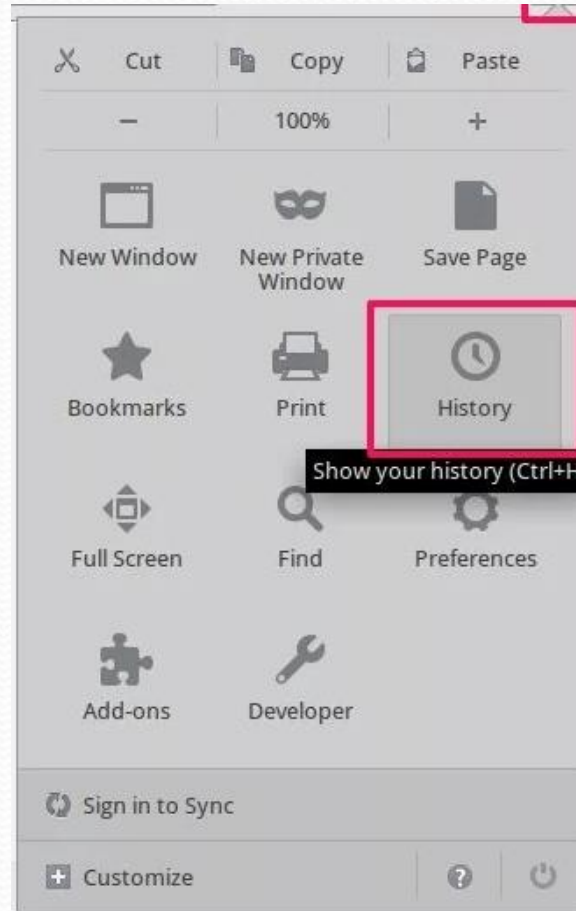 Cut Copy Paste
− 100% +
New Window New Private Save Page
Window
Bookmarks Print History
Show your history (Ctrl+H
Full Screen Find Preferences
Add-ons Developer
Sign in to Sync
Customize ?